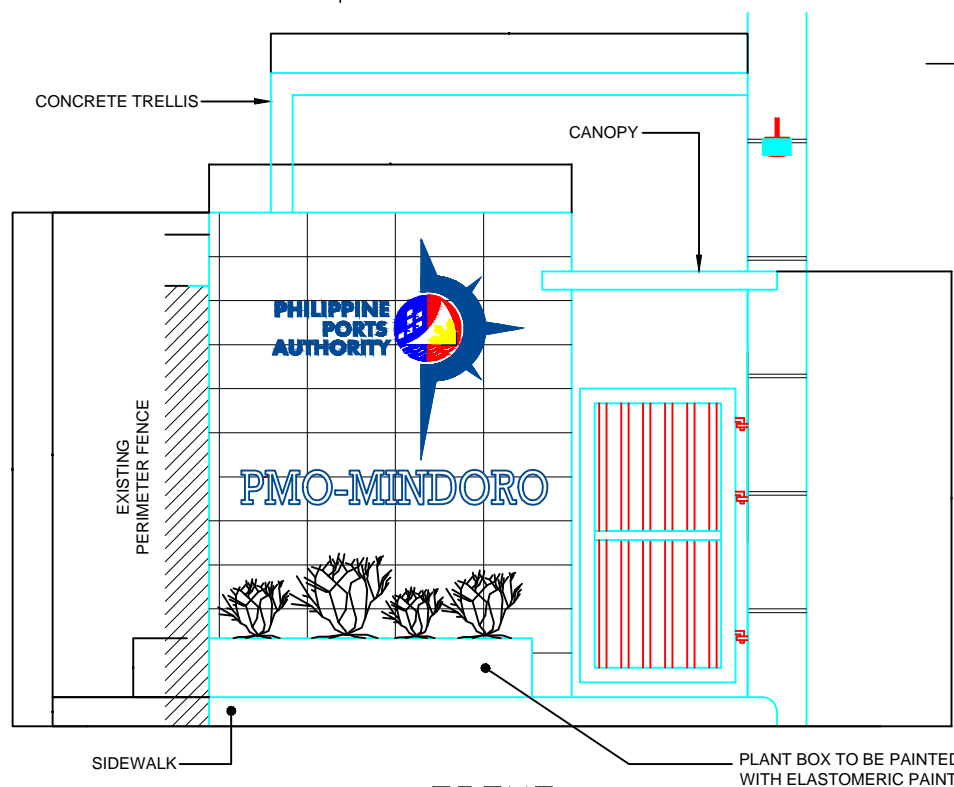 CONCRETE TRELLIS
CANOPY
PHILIPPINE
PORTS
AUTHORITY
EXISTING
PERIMETER FENCE
PMO-MINDORO
SIDEWALK
PLANT BOX TO BE PAINTED
WITH ELASTOMERIC PAINT